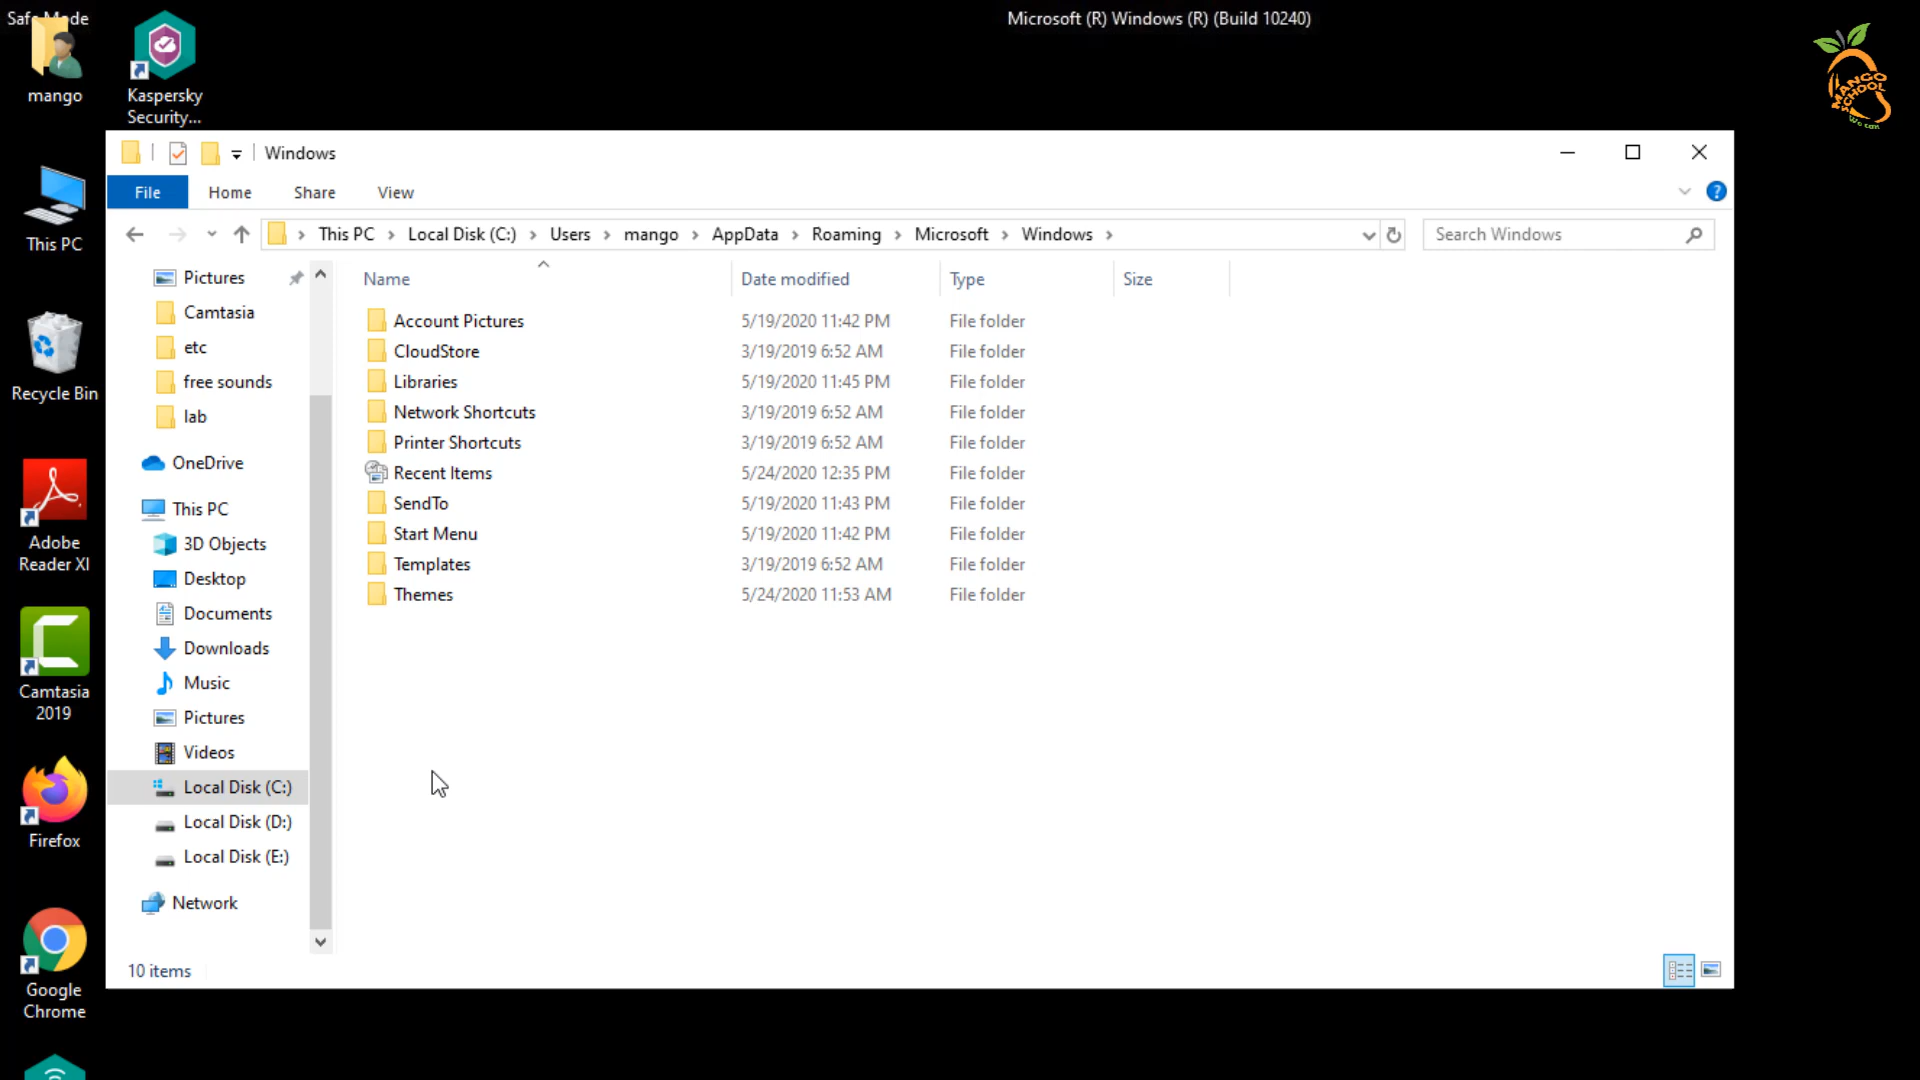 Safe Mode
Microsoft (R) Windows (R) (Build 10240)
MANGO
SCHOOL
We can
mango
Kaspersky
Security...
This PC
Recycle Bin
Adobe
Reader XI
Camtasia
2019
Firefox
Google
Chrome
Windows
File
Home
Share
View
This PC
Local Disk (C:)
Users
mango
AppData
Roaming
Microsoft
Windows
Search Windows
Pictures
Camtasia
etc
free sounds
lab
OneDrive
This PC
3D Objects
Desktop
Documents
Downloads
Music
Pictures
Videos
Local Disk (C:)
Local Disk (D:)
Local Disk (E:)
Network
Name Date modified Type Size
Account Pictures 5/19/2020 11:42 PM File folder
CloudStore 3/19/2019 6:52 AM File folder
Libraries 5/19/2020 11:45 PM File folder
Network Shortcuts 3/19/2019 6:52 AM File folder
Printer Shortcuts 3/19/2019 6:52 AM File folder
Recent Items 5/24/2020 12:35 PM File folder
SendTo 5/19/2020 11:43 PM File folder
Start Menu 5/19/2020 11:42 PM File folder
Templates 3/19/2019 6:52 AM File folder
Themes 5/24/2020 11:53 AM File folder
10 items